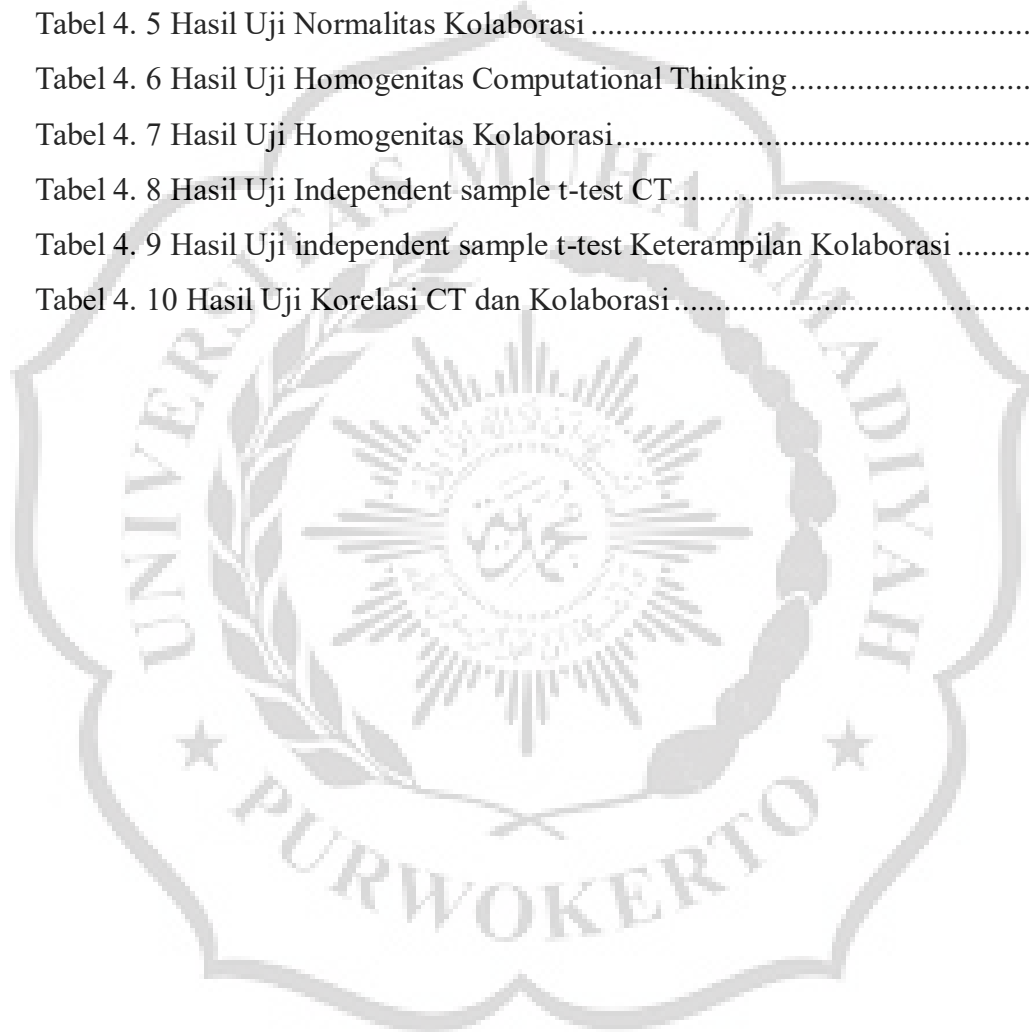 Tabel 4. 5 Hasil Uji Normalitas Kolaborasi ..........................................................
Tabel 4. 6 Hasil Uji Homogenitas Computational Thinking ..................................
Tabel 4. 7 Hasil Uji Homogenitas Kolaborasi.......................................................
Tabel 4. 8 Hasil Uji Independent sample t-test CT................................................
Tabel 4. 9 Hasil Uji independent sample t-test Keterampilan Kolaborasi .........
Tabel 4. 10 Hasil Uji Korelasi CT dan Kolaborasi ................................................
UNIVERSITAS MUHAMMADIYAH
PURWOKERTO